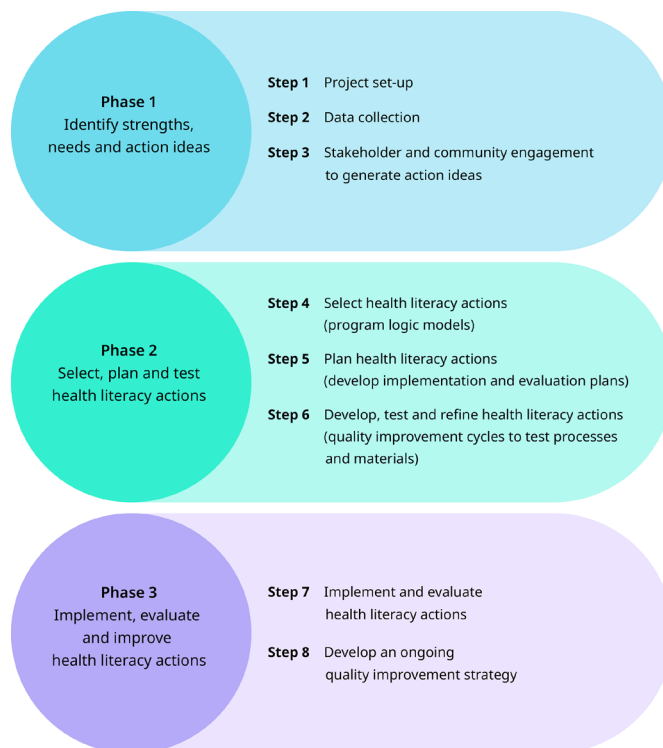 Phase 1
Identify strengths,
needs and action ideas
Step 1 Project set-up
Step 2 Data collection
Step 3 Stakeholder and community engagement
to generate action ideas
Phase 2
Select, plan and test
health literacy actions
Step 4 Select health literacy actions
(program logic models)
Step 5 Plan health literacy actions
(develop implementation and evaluation plans)
Step 6 Develop, test and refine health literacy actions
(quality improvement cycles to test processes
and materials)
Phase 3
Implement, evaluate
and improve
health literacy actions
Step 7 Implement and evaluate
health literacy actions
Step 8 Develop an ongoing
quality improvement strategy